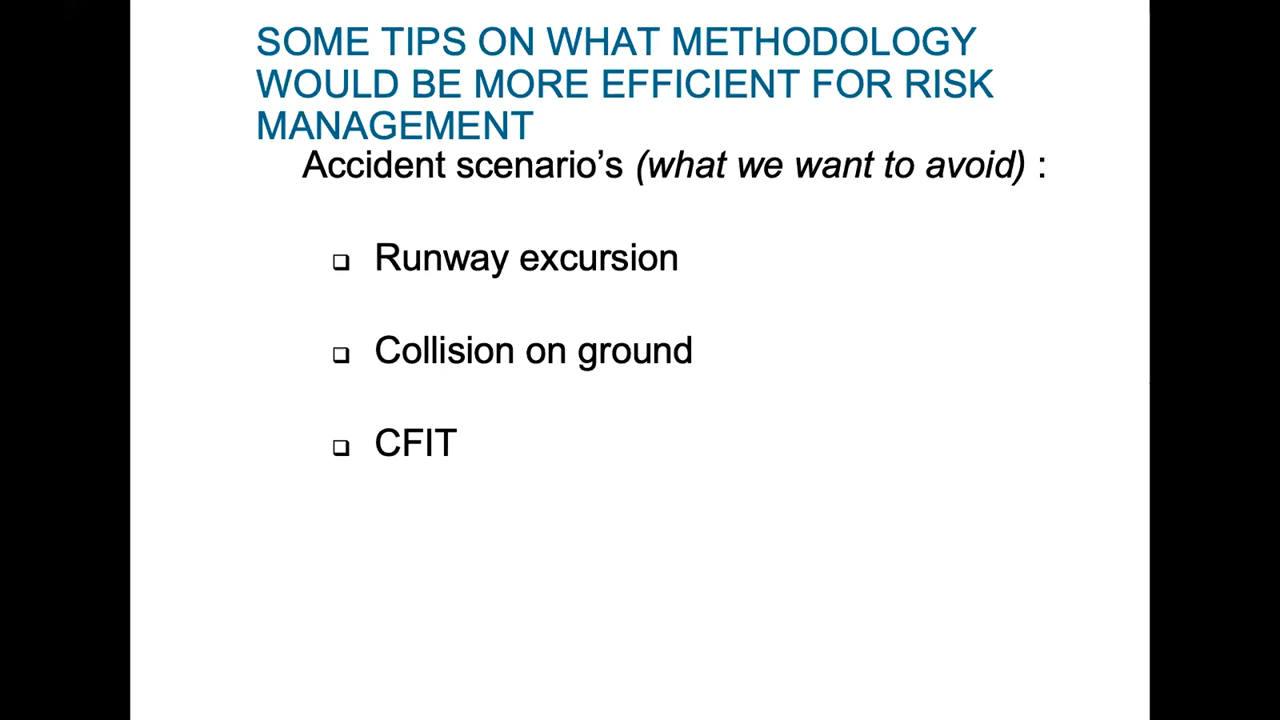 SOME TIPS ON WHAT METHODOLOGY
WOULD BE MORE EFFICIENT FOR RISK
MANAGEMENT
Accident scenario’s (what we want to avoid) :
Runway excursion
Collision on ground
CFIT